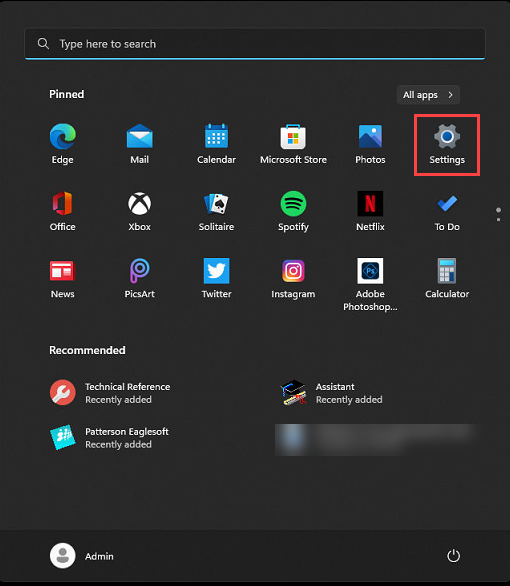 Type here to search
Pinned
All apps
Edge
Mail
Calendar
Microsoft Store
Photos
Settings
Office
Xbox
Solitaire
Spotify
Netflix
To Do
News
PicsArt
Twitter
Instagram
Adobe
Photoshop...
Calculator
Recommended
Technical Reference
Recently added
Assistant
Recently added
Patterson Eaglesoft
Recently added
Admin